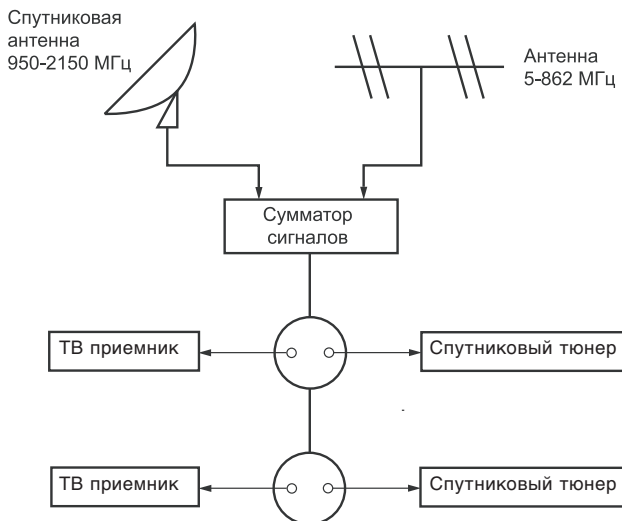 Спутниковая
антенна
950-2150 МГц
Антенна
5-862 МГц
Сумматор
сигналов
ТВ приемник
Спутниковый тюнер
ТВ приемник
Спутниковый тюнер